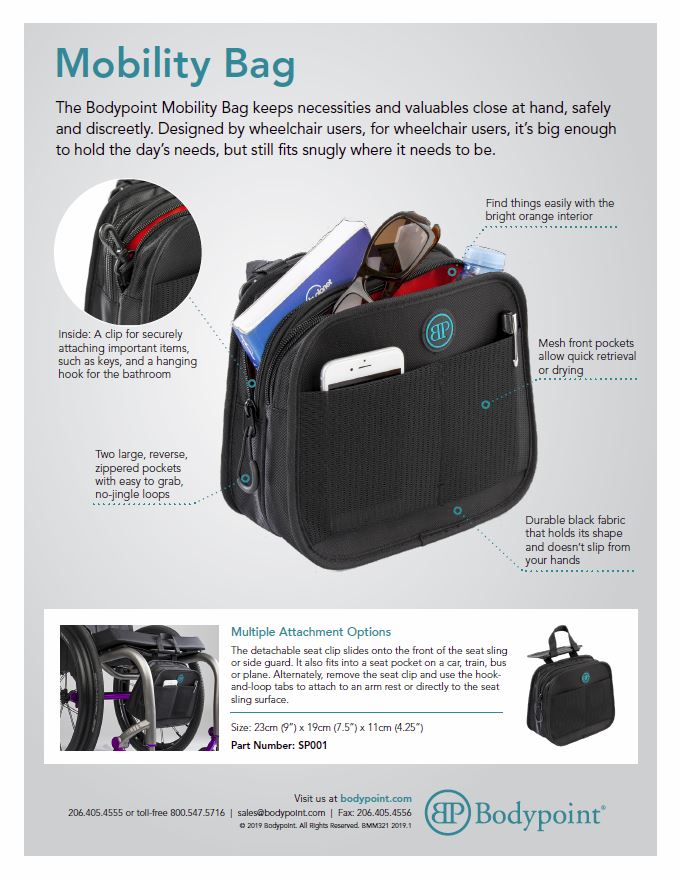 Mobility Bag
The Bodypoint Mobility Bag keeps necessities and valuables close at hand, safely
and discreetly. Designed by wheelchair users, for wheelchair users, it’s big enough
to hold the day’s needs, but still fits snugly where it needs to be.
Find things easily with the
bright orange interior
Inside: A clip for securely
attaching important items,
such as keys, and a hanging
hook for the bathroom
planet
BP
Mesh front pockets
allow quick retrieval
or drying
Two large, reverse,
zippered pockets
with easy to grab,
no-jingle loops
Durable black fabric
that holds its shape
and doesn’t slip from
your hands
Multiple Attachment Options
The detachable seat clip slides onto the front of the seat sling
or side guard. It also fits into a seat pocket on a car, train, bus
or plane. Alternately, remove the seat clip and use the hook-
and-loop tabs to attach to an arm rest or directly to the seat
sling surface.
Size: 23cm (9”) x 19cm (7.5”) x 11cm (4.25”)
Part Number: SP001
Visit us at bodypoint.com
206.405.4555 or toll-free 800.547.5716 | sales@bodypoint.com | Fax: 206.405.4556
© 2019 Bodypoint. All Rights Reserved. BMM321 2019.1
BP Bodypoint®